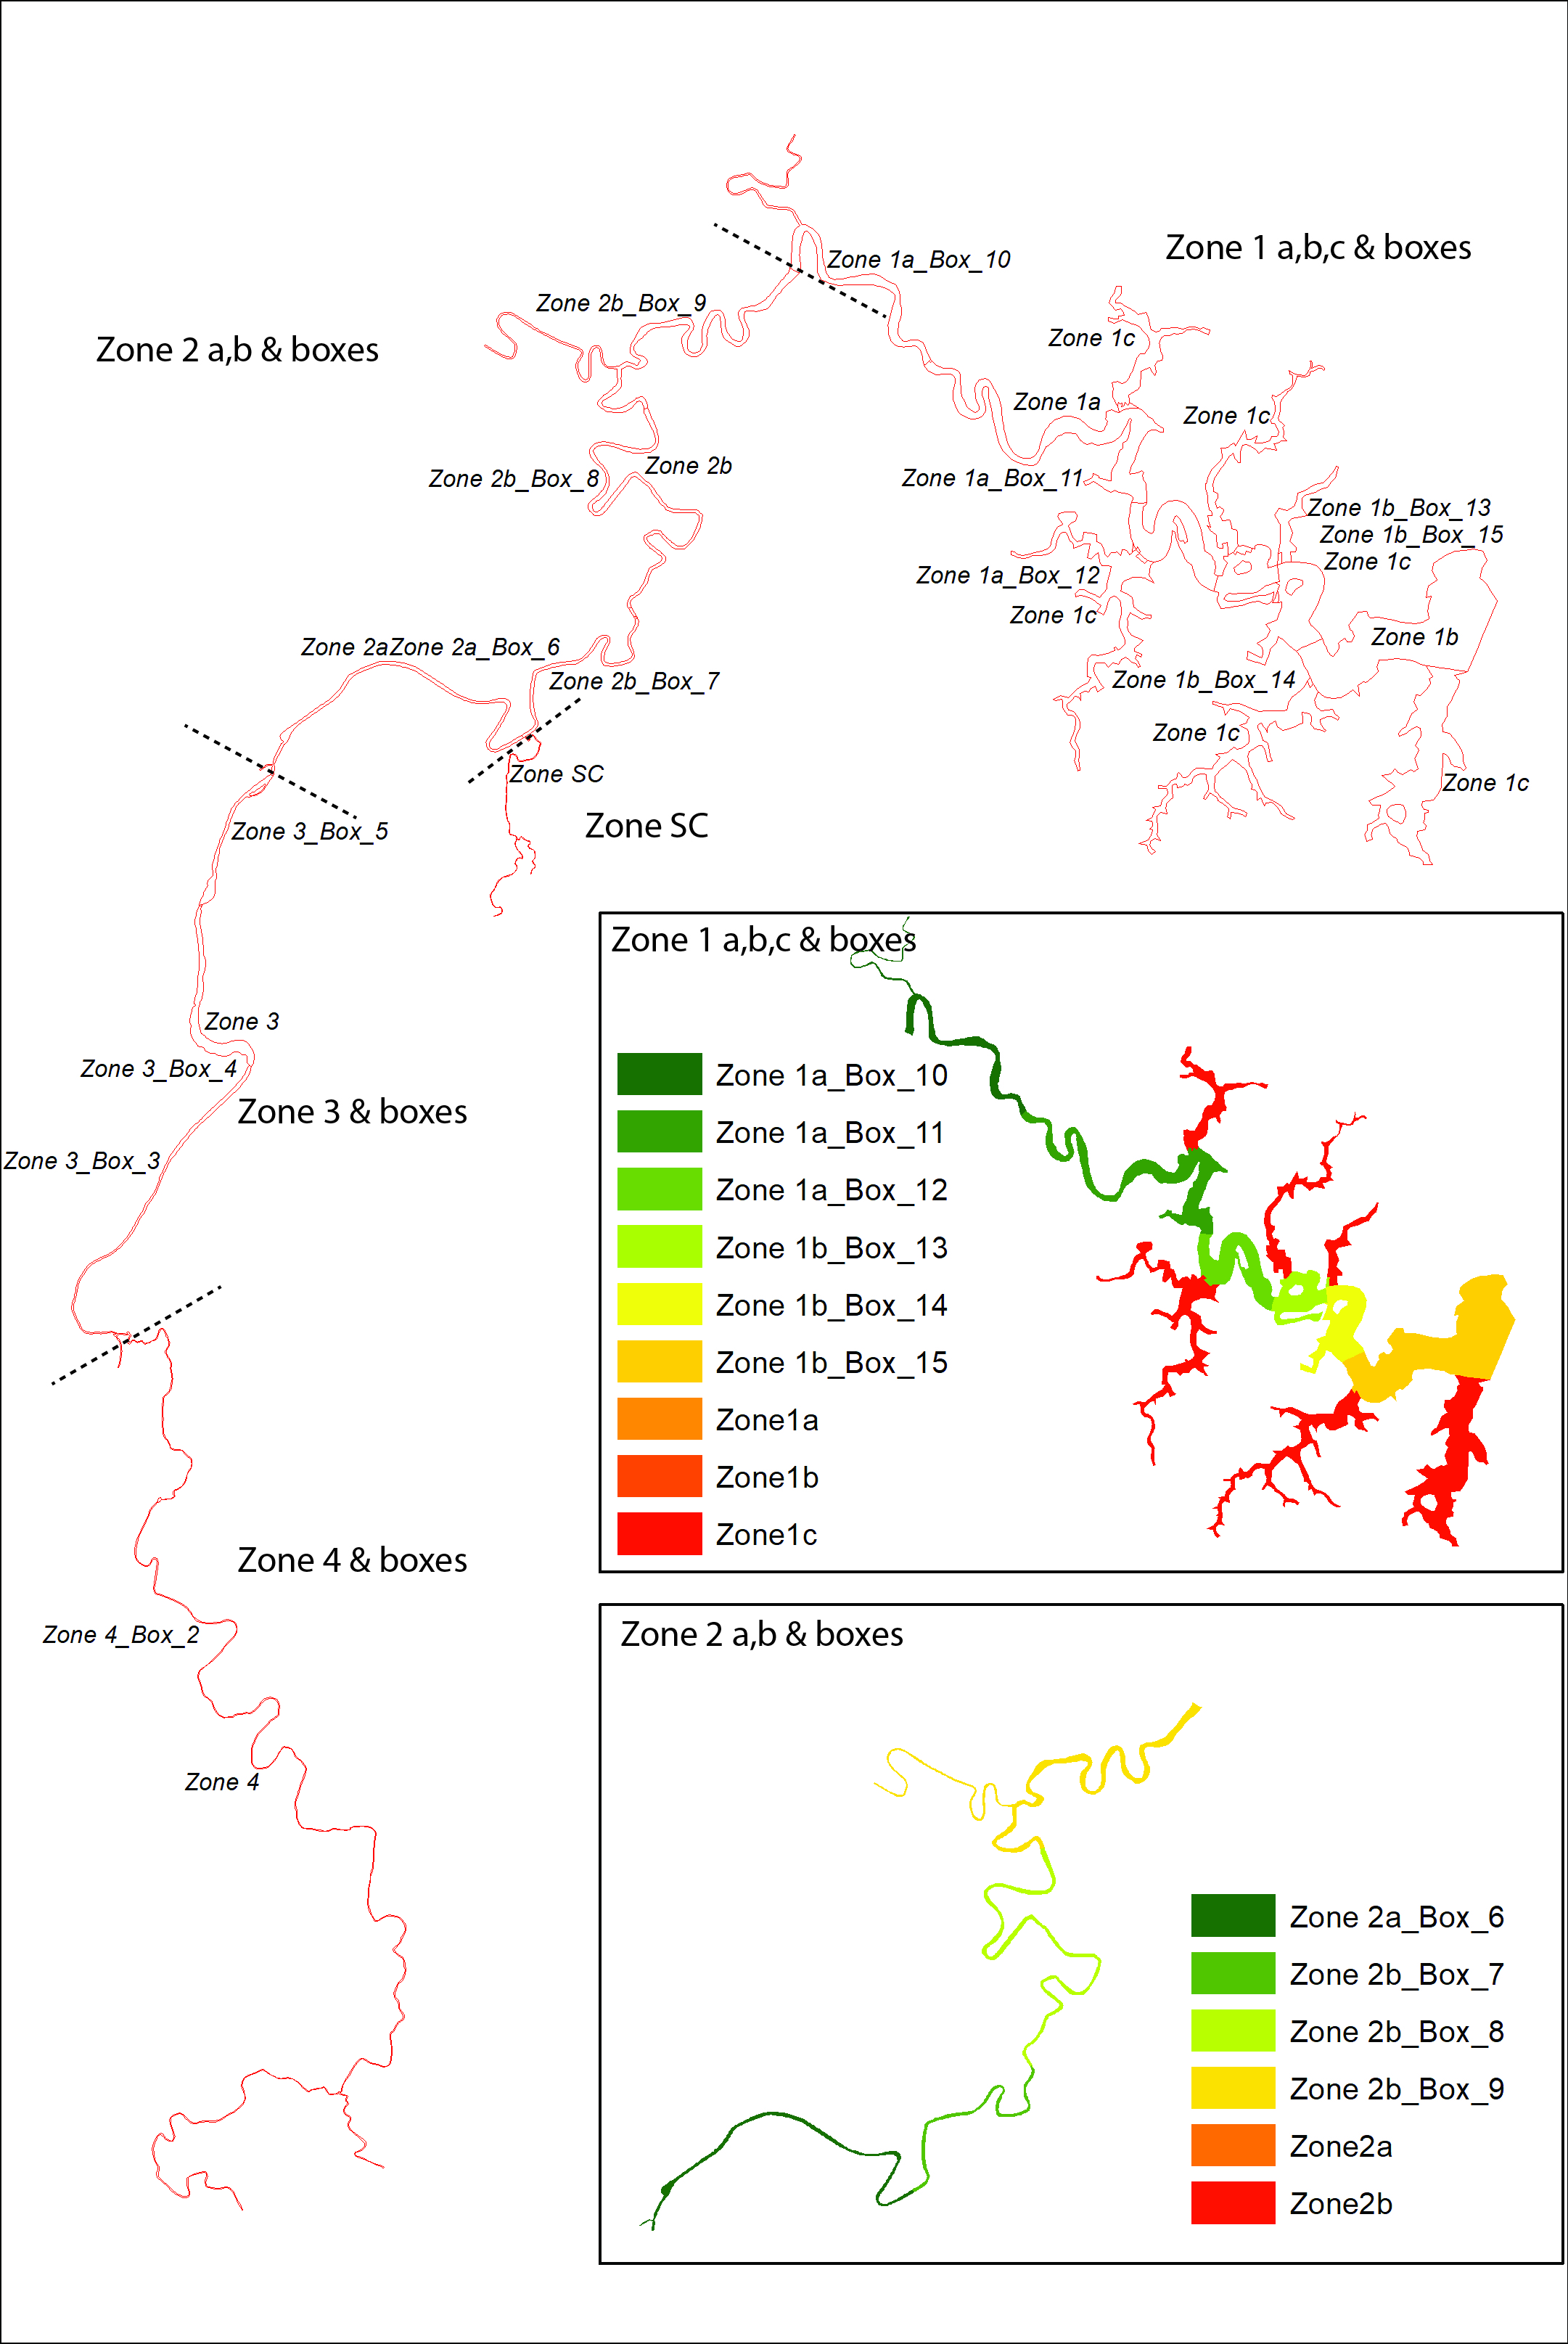 Zone 1 a,b,c & boxes
Zone 1a_Box_10
Zone 2b_Box_9
Zone 2 a,b & boxes
Zone 1c
Zone 1a
Zone 1c
Zone 2b
Zone 2b_Box_8
Zone 1a_Box_11
Zone 1b_Box_13
Zone 1b_Box_15
Zone 1c
Zone 1a_Box_12
Zone 1c
Zone 1b
Zone 2aZone 2a_Box_6
Zone 2b_Box_7
Zone 1b_Box_14
Zone 1c
Zone SC
Zone 1c
Zone SC
Zone 3_Box_5
Zone 3
Zone 3_Box_4
Zone 3 & boxes
Zone 3_Box_3
Zone 4 & boxes
Zone 4_Box_2
Zone 4
Zone 1 a,b,c & boxes
Zone 1a_Box_10
Zone 1a_Box_11
Zone 1a_Box_12
Zone 1b_Box_13
Zone 1b_Box_14
Zone 1b_Box_15
Zone1a
Zone1b
Zone1c
Zone 2 a,b & boxes
Zone 2a_Box_6
Zone 2b_Box_7
Zone 2b_Box_8
Zone 2b_Box_9
Zone2a
Zone2b